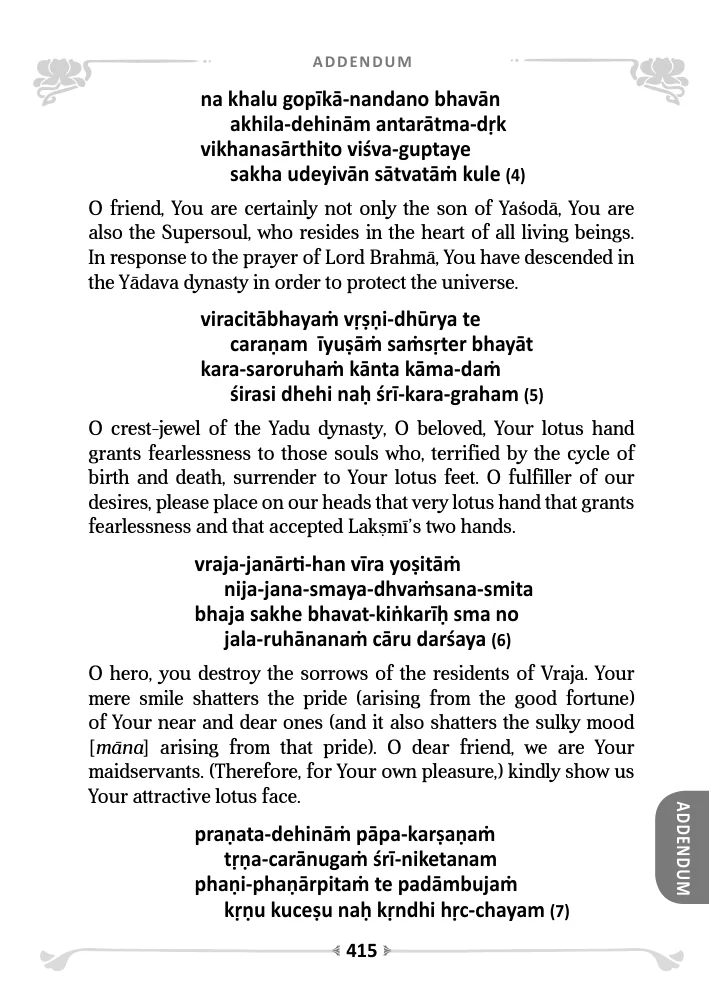 ADDENDUM
na khalu gopīkā-nandano bhavān
akhila-dehinām antarātma-dṛk
vikhanasārthito viśva-guptaye
sakha udeyivān sātvatāṁ kule (4)
O friend, You are certainly not only the son of Yaśodā, You are
also the Supersoul, who resides in the heart of all living beings.
In response to the prayer of Lord Brahmā, You have descended in
the Yādava dynasty in order to protect the universe.
viracitābhayaṁ vṛṣṇi-dhūrya te
caraṇam īyuṣāṁ saṁsṛter bhayāt
kara-saroruhaṁ kānta kāma-daṁ
śirasi dhehi naḥ śrī-kara-graham (5)
O crest-jewel of the Yadu dynasty, O beloved, Your lotus hand
grants fearlessness to those souls who, terrified by the cycle of
birth and death, surrender to Your lotus feet. O fulfiller of our
desires, please place on our heads that very lotus hand that grants
fearlessness and that accepted Lakṣmī’s two hands.
vraja-janārti-han vīra yoṣitāṁ
nija-jana-smaya-dhvaṁsana-smita
bhaja sakhe bhavat-kiṅkarīḥ sma no
jala-ruhānanaṁ cāru darśaya (6)
O hero, you destroy the sorrows of the residents of Vraja. Your
mere smile shatters the pride (arising from the good fortune)
of Your near and dear ones (and it also shatters the sulky mood
[māna] arising from that pride). O dear friend, we are Your
maidservants. (Therefore, for Your own pleasure,) kindly show us
Your attractive lotus face.
praṇata-dehināṁ pāpa-karṣaṇaṁ
tṛṇa-carānugaṁ śrī-niketanam
phaṇi-phaṇārpitaṁ te padāmbujaṁ
kṛṇu kuceṣu naḥ kṛndhi hṛc-chayam (7)
ADDENDUM
415